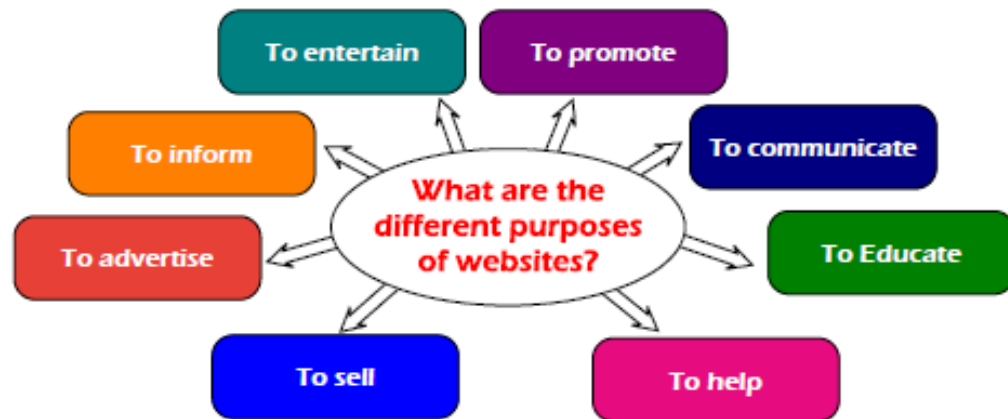 To entertain
To promote
To inform
To communicate
What are the
different purposes
of websites?
To advertise
To Educate
To sell
To help